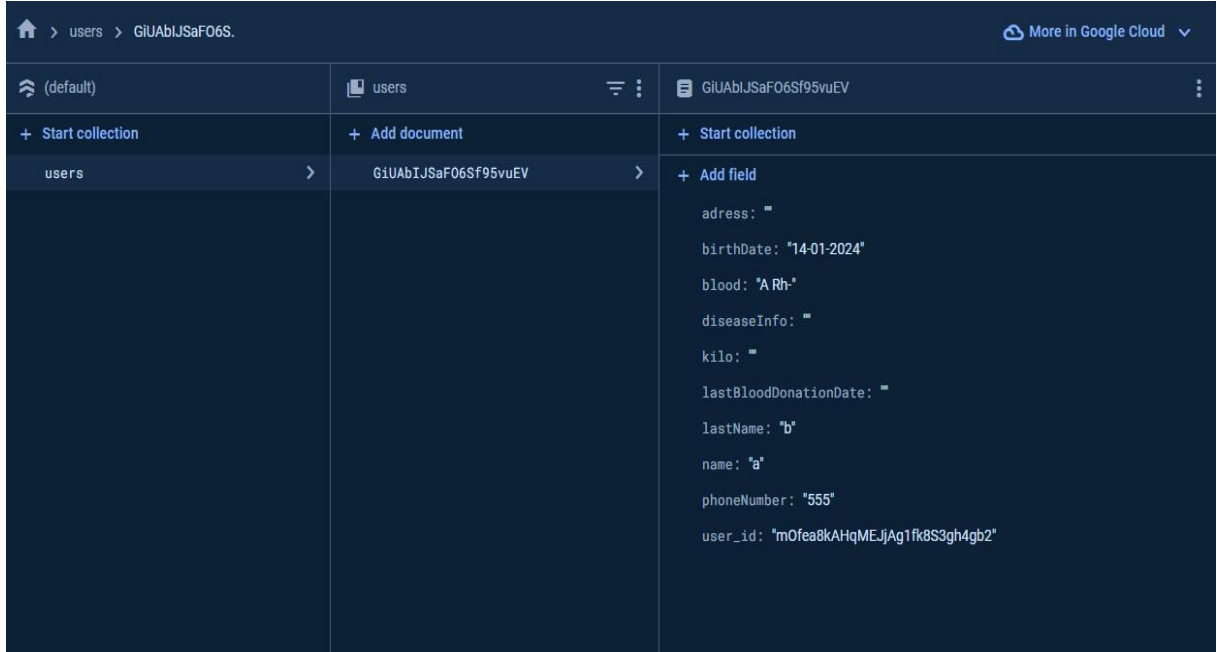 users GiUAbIJSaFO6S.
More in Google Cloud
(default)
users
GiUAbIJSaFO6Sf95vuEV
+ Start collection
+ Add document
+ Start collection
users
GiUAbIJSaFO6Sf95vuEV
+ Add field
adress: ""
birthDate: "14-01-2024"
blood: "A Rh-"
diseaseInfo: ""
kilo: ""
lastBloodDonationDate: ""
lastName: "b"
name: "a"
phoneNumber: "555"
user_id: "mOfea8kAHqMEJjAg1fk8S3gh4gb2"